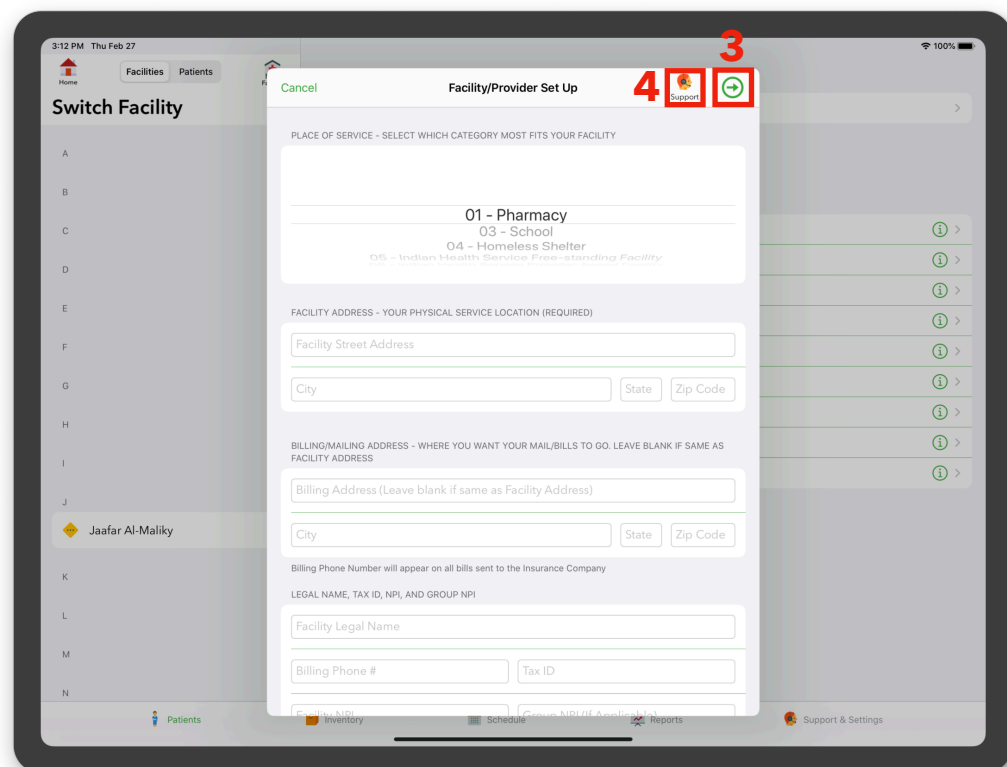 3:12 PM Thu Feb 27
100%
3
Home
Facilities Patients
Switch Facility
Cancel
Facility/Provider Set Up
4
Support
PLACE OF SERVICE - SELECT WHICH CATEGORY MOST FITS YOUR FACILITY
01 - Pharmacy
03 - School
04 - Homeless Shelter
05 - Indian Health Service Free-standing Facility
FACILITY ADDRESS - YOUR PHYSICAL SERVICE LOCATION (REQUIRED)
Facility Street Address
City State Zip Code
BILLING/MAILING ADDRESS - WHERE YOU WANT YOUR MAIL/BILLS TO GO. LEAVE BLANK IF SAME AS
FACILITY ADDRESS
Billing Address (Leave blank if same as Facility Address)
City State Zip Code
Billing Phone Number will appear on all bills sent to the Insurance Company
LEGAL NAME, TAX ID, NPI, AND GROUP NPI
Facility Legal Name
Billing Phone # Tax ID
Facility NPI Group NPI (If Applicable)
A
B
C
D
E
F
G
H
I
J
Jaafar Al-Maliky
K
L
M
N
Patients Inventory Schedule Reports Support & Settings